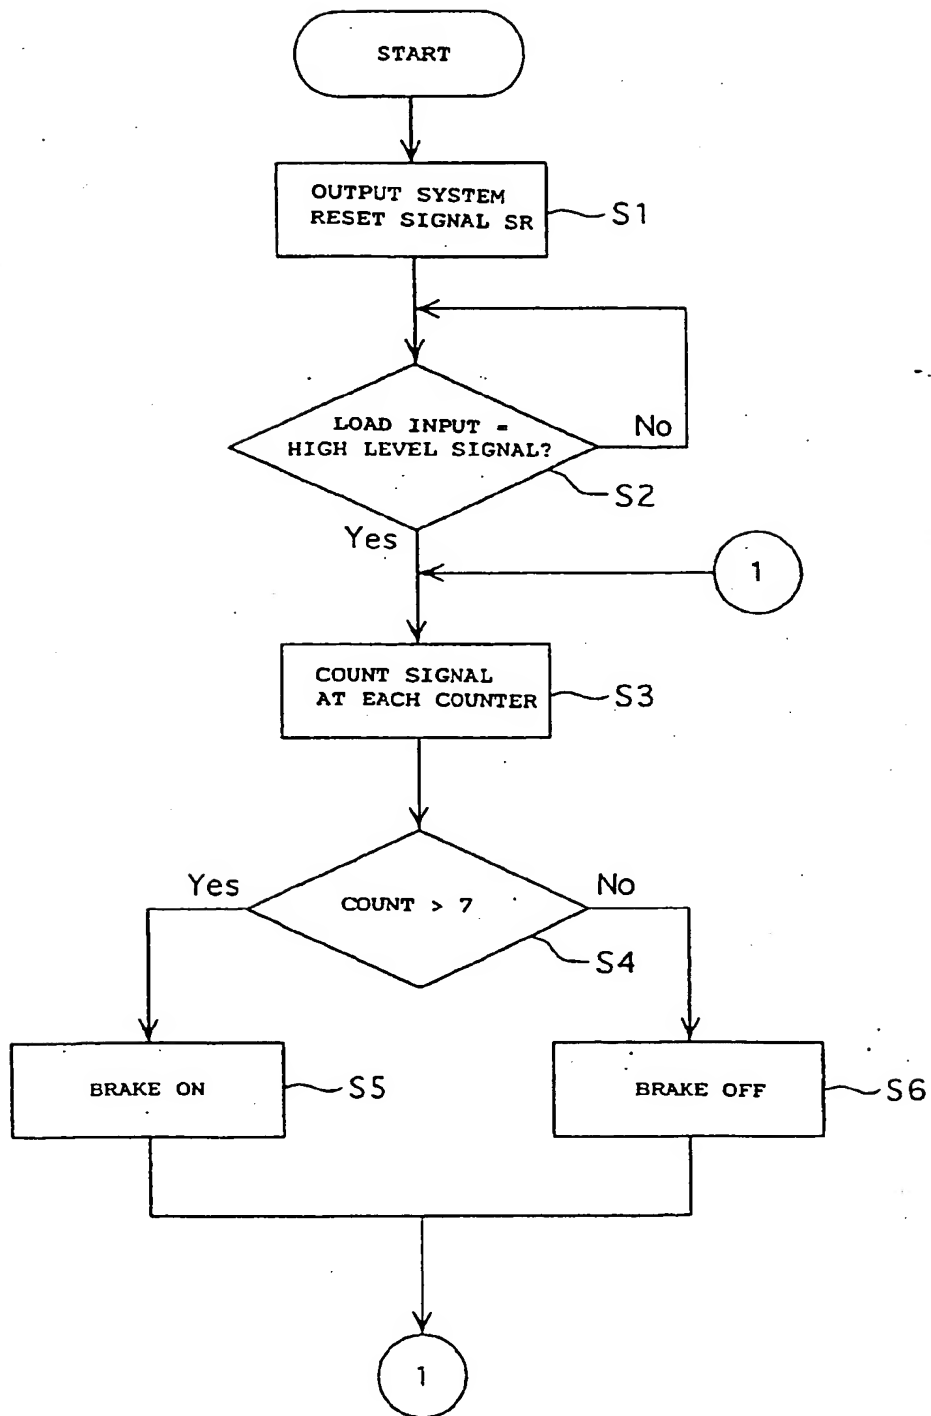 START
OUTPUT SYSTEM
RESET SIGNAL SR
S1
LOAD INPUT =
HIGH LEVEL SIGNAL?
No
S2
Yes
1
COUNT SIGNAL
AT EACH COUNTER
S3
Yes
COUNT > 7
No
S4
BRAKE ON
S5
BRAKE OFF
S6
1